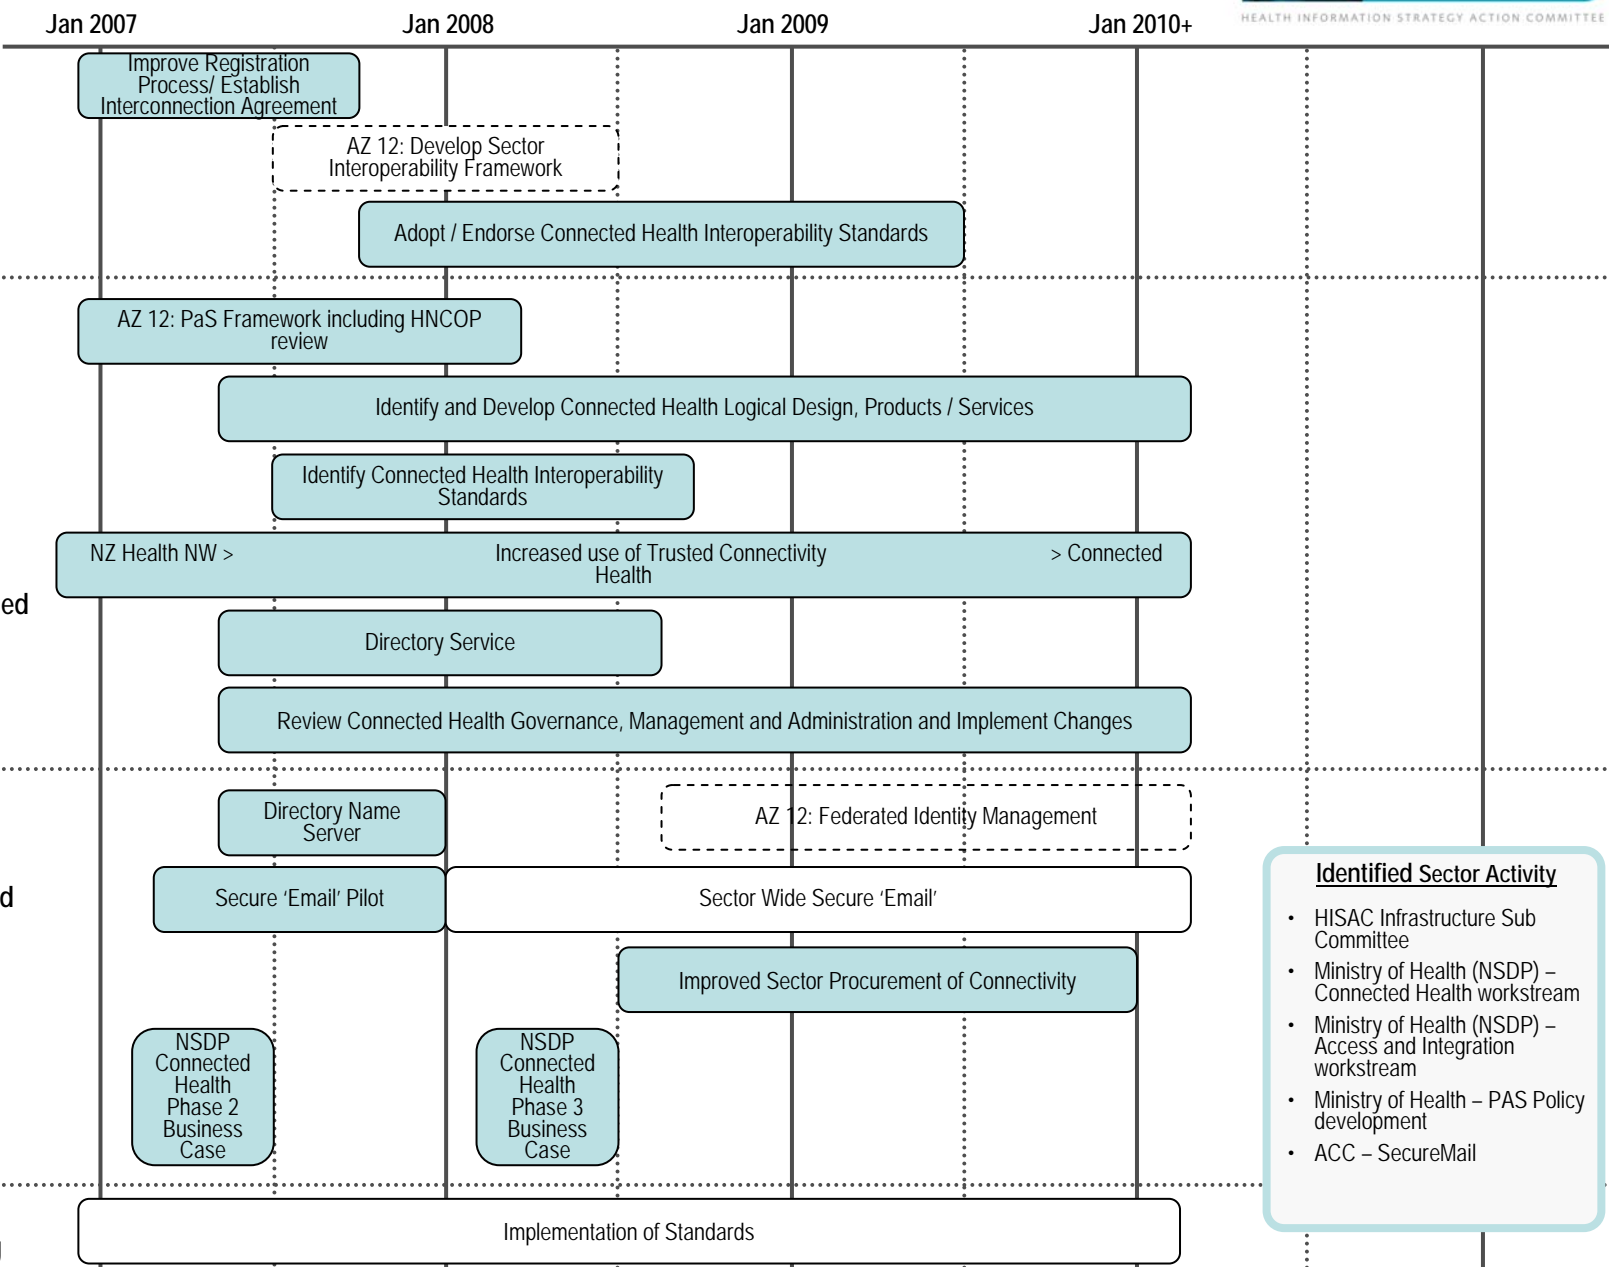 HEALTH INFORMATION STRATEGY ACTION COMMITTEE
Jan 2007
Jan 2008
Jan 2009
Jan 2010+
Improve Registration
Process/ Establish
Interconnection Agreement
AZ 12: Develop Sector
Interoperability Framework
Adopt / Endorse Connected Health Interoperability Standards
AZ 12: PaS Framework including HNCOP
review
Identify and Develop Connected Health Logical Design, Products / Services
Identify Connected Health Interoperability
Standards
NZ Health NW > Increased use of Trusted Connectivity > Connected
Health
ed
Directory Service
Review Connected Health Governance, Management and Administration and Implement Changes
Directory Name
Server
AZ 12: Federated Identity Management
d
Secure ‘Email’ Pilot
Sector Wide Secure ‘Email’
Improved Sector Procurement of Connectivity
NSDP
Connected
Health
Phase 2
Business
Case
NSDP
Connected
Health
Phase 3
Business
Case
Implementation of Standards
Identified Sector Activity
• HISAC Infrastructure Sub
Committee
• Ministry of Health (NSDP) –
Connected Health workstream
• Ministry of Health (NSDP) –
Access and Integration
workstream
• Ministry of Health – PAS Policy
development
• ACC – SecureMail